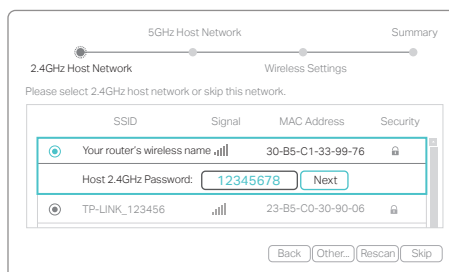 5GHz Host Network Summary
2.4GHz Host Network Wireless Settings
Please select 2.4GHz host network or skip this network.
SSID Signal MAC Address Security
Your router's wireless name 30-B5-C1-33-99-76
Host 2.4GHz Password: 12345678 Next
TP-LINK_123456 23-B5-C0-30-90-06
Back Other... Rescan Skip